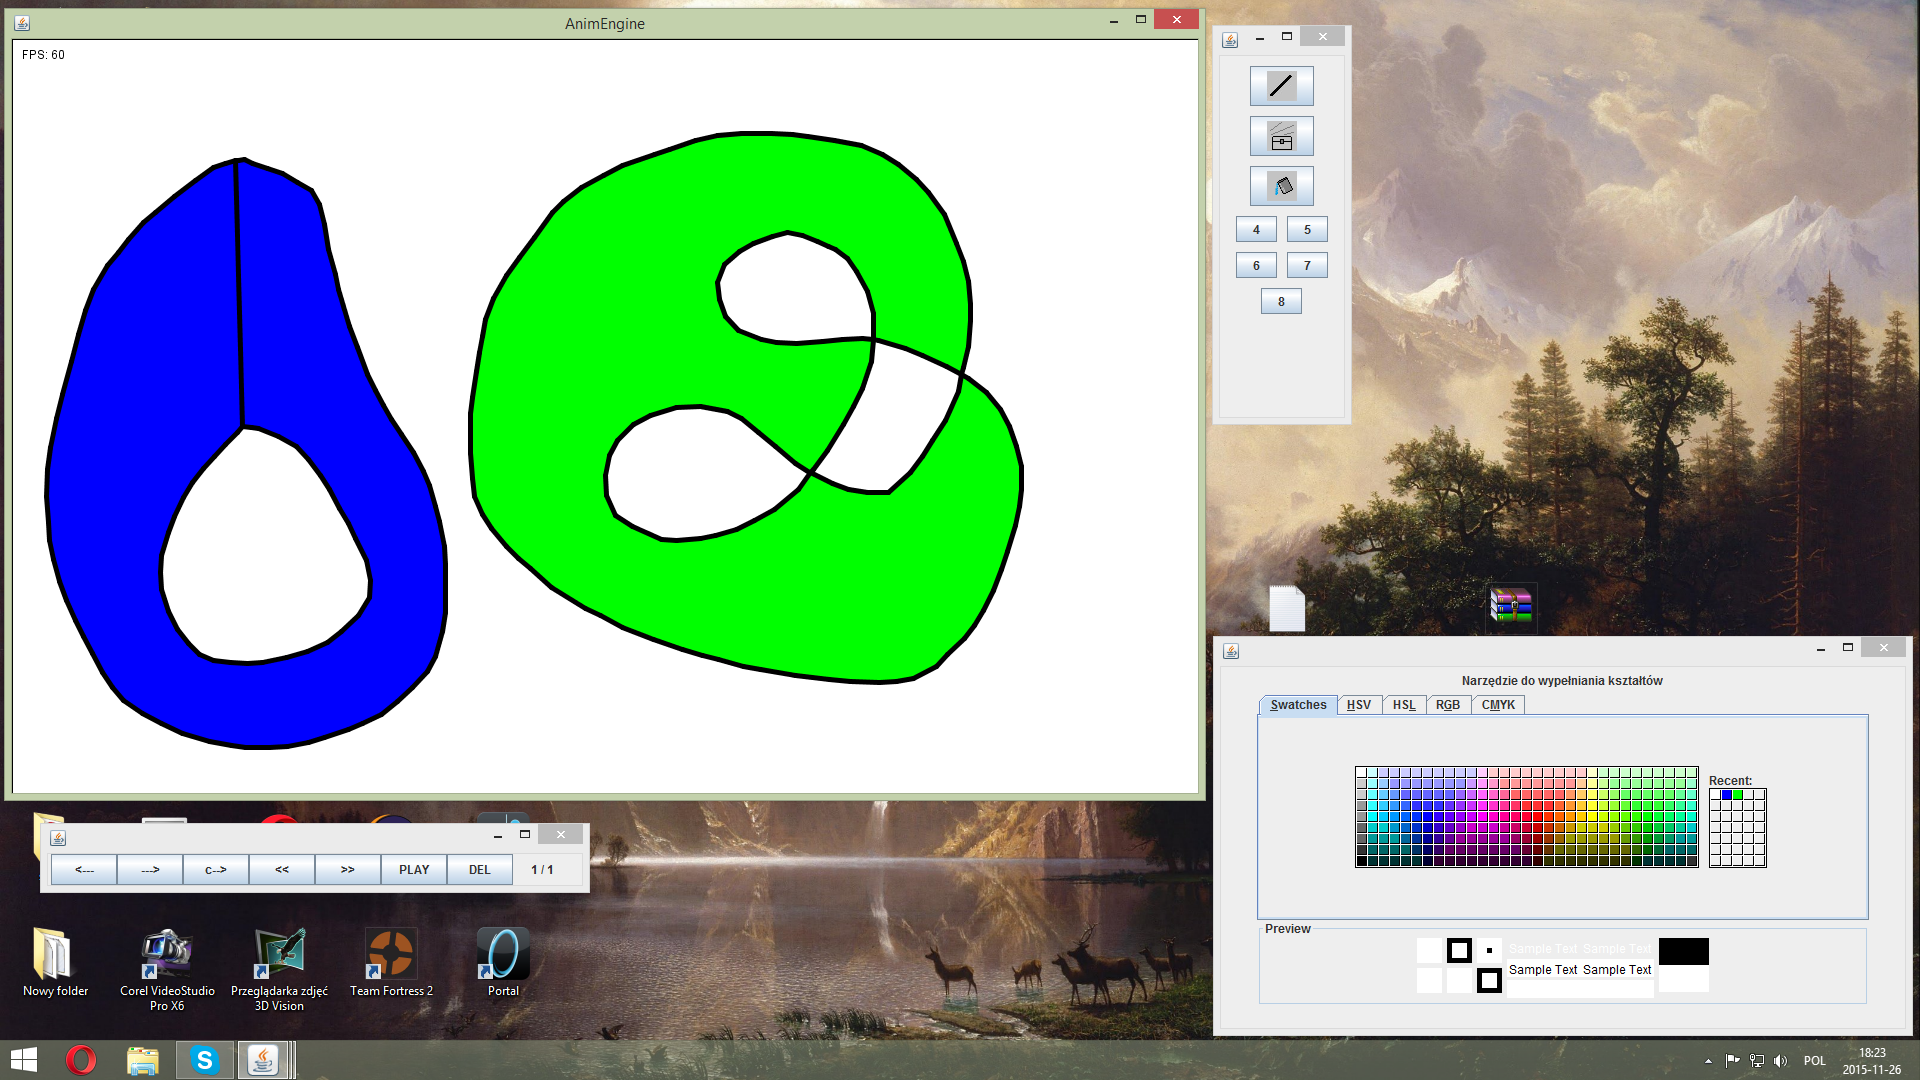 AnimEngine
FPS: 60
4 5
6 7
8
Narzędzie do wypełniania kształtów
Swatches HSV HSL RGB CMYK
Recent:
Preview
Sample Text Sample Text
Sample Text Sample Text
<--- ---> c--> << >> PLAY DEL 1 / 1
Nowy folder
Corel VideoStudio
Pro X6
Przeglądarka zdjęć
3D Vision
Team Fortress 2
Portal
POL
18:23
2015-11-26